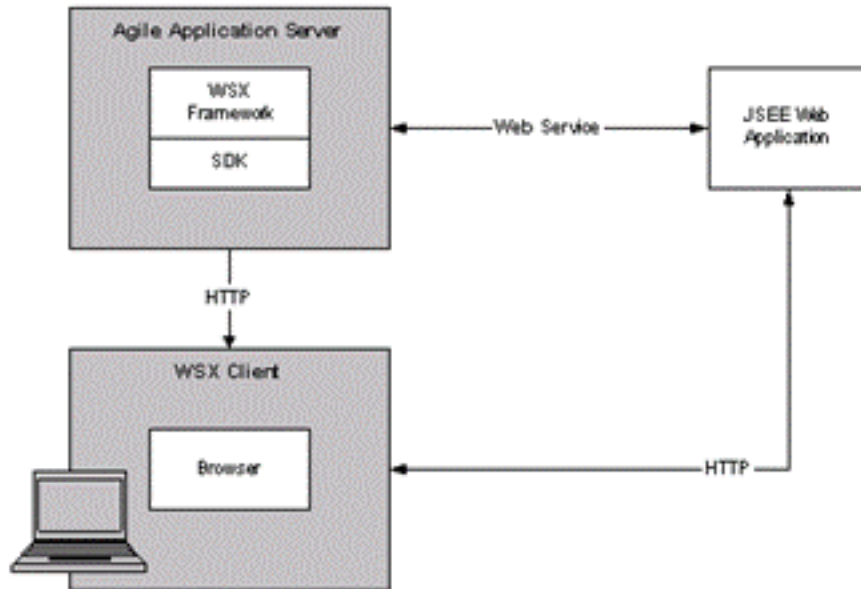 Agile Application Server
WSX
Framework
SDK
Web Service
JSEE Web
Application
HTTP
WSX Client
Browser
HTTP